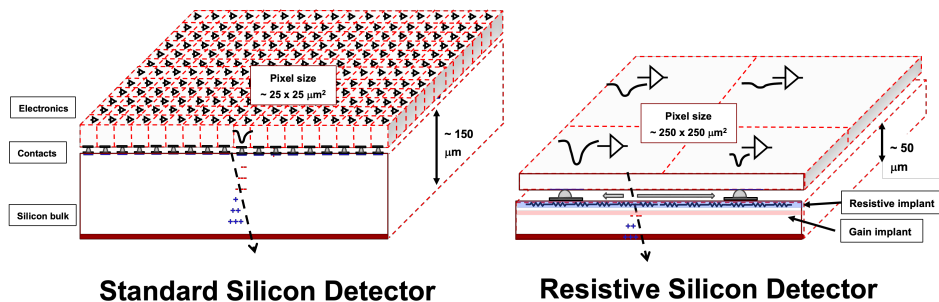 Pixel size
~ 25 x 25 μm²
Electronics
Contacts
Silicon bulk
~ 150
μm
--
---
+
++
+++
Standard Silicon Detector
Pixel size
~ 250 x 250 μm²
~ 50
μm
Resistive implant
Gain implant
--
++
Resistive Silicon Detector